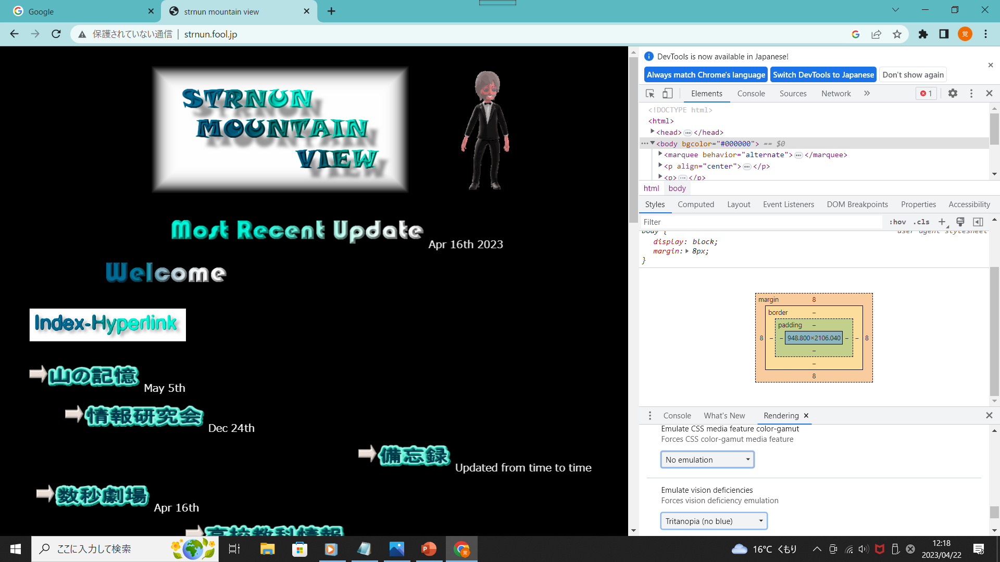 Google
strnun mountain view
保護されていない通信
strnun.fool.jp
覚
STRNUN
MOUNTAIN
VIEW
Most Recent Update
Apr 16th 2023
Welcome
Index-Hyperlink
山の記憶
May 5th
情報研究会
Dec 24th
備忘録
Updated from time to time
数秒劇場
Apr 16th
高校教科情報
DevTools is now available in Japanese!
Always match Chrome's language
Switch DevTools to Japanese
Don't show again
Elements
Console
Sources
Network
1
<!DOCTYPE html>
<html>
<head>…</head>
<body bgcolor="#000000"> == $0
<marquee behavior="alternate">…</marquee>
<p align="center">…</p>
<p>…</p>
html
body
Styles
Computed
Layout
Event Listeners
DOM Breakpoints
Properties
Accessibility
Filter
:hov
.cls
body {
user agent stylesheet
display: block;
margin: 8px;
}
margin
8
border
–
padding
–
8
–
–
948.800×2106.040
–
–
8
–
–
8
Console
What's New
Rendering
Emulate CSS media feature color-gamut
Forces CSS color-gamut media feature
No emulation
Emulate vision deficiencies
Forces vision deficiency emulation
Tritanopia (no blue)
ここに入力して検索
P
覚
16°C くもり
12:18
2023/04/22